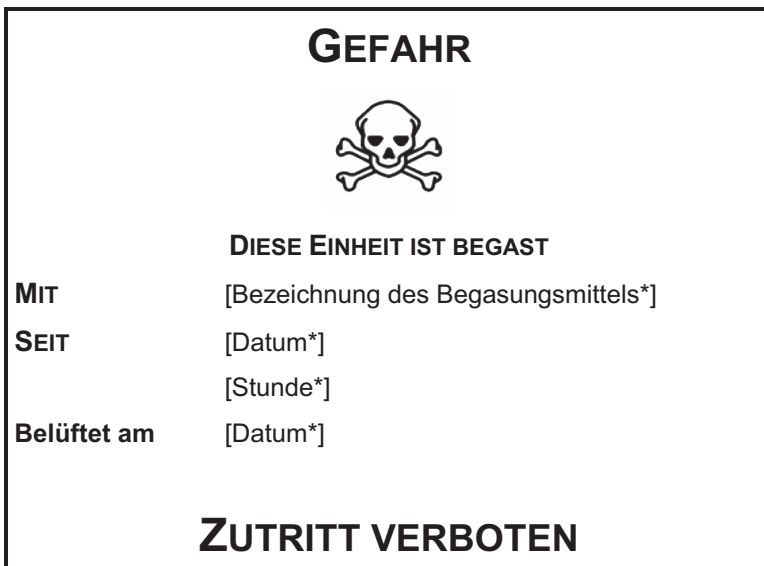 GEFAHR
DIESE EINHEIT IST BEGAST
MIT [Bezeichnung des Begasungsmittels*]
SEIT [Datum*]
[Stunde*]
Belüftet am [Datum*]
ZUTRITT VERBOTEN